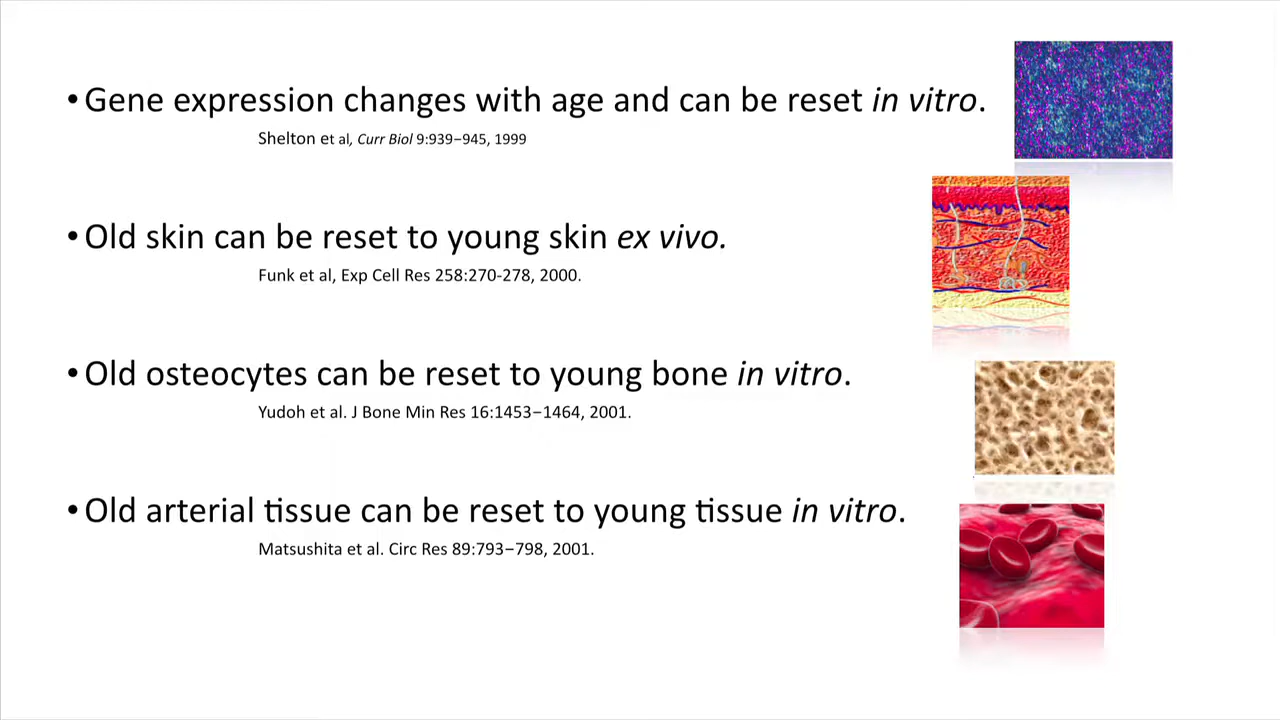 • Gene expression changes with age and can be reset in vitro.
Shelton et al, Curr Biol 9:939–945, 1999
• Old skin can be reset to young skin ex vivo.
Funk et al, Exp Cell Res 258:270-278, 2000.
• Old osteocytes can be reset to young bone in vitro.
Yudoh et al. J Bone Min Res 16:1453–1464, 2001.
• Old arterial tissue can be reset to young tissue in vitro.
Matsushita et al. Circ Res 89:793–798, 2001.